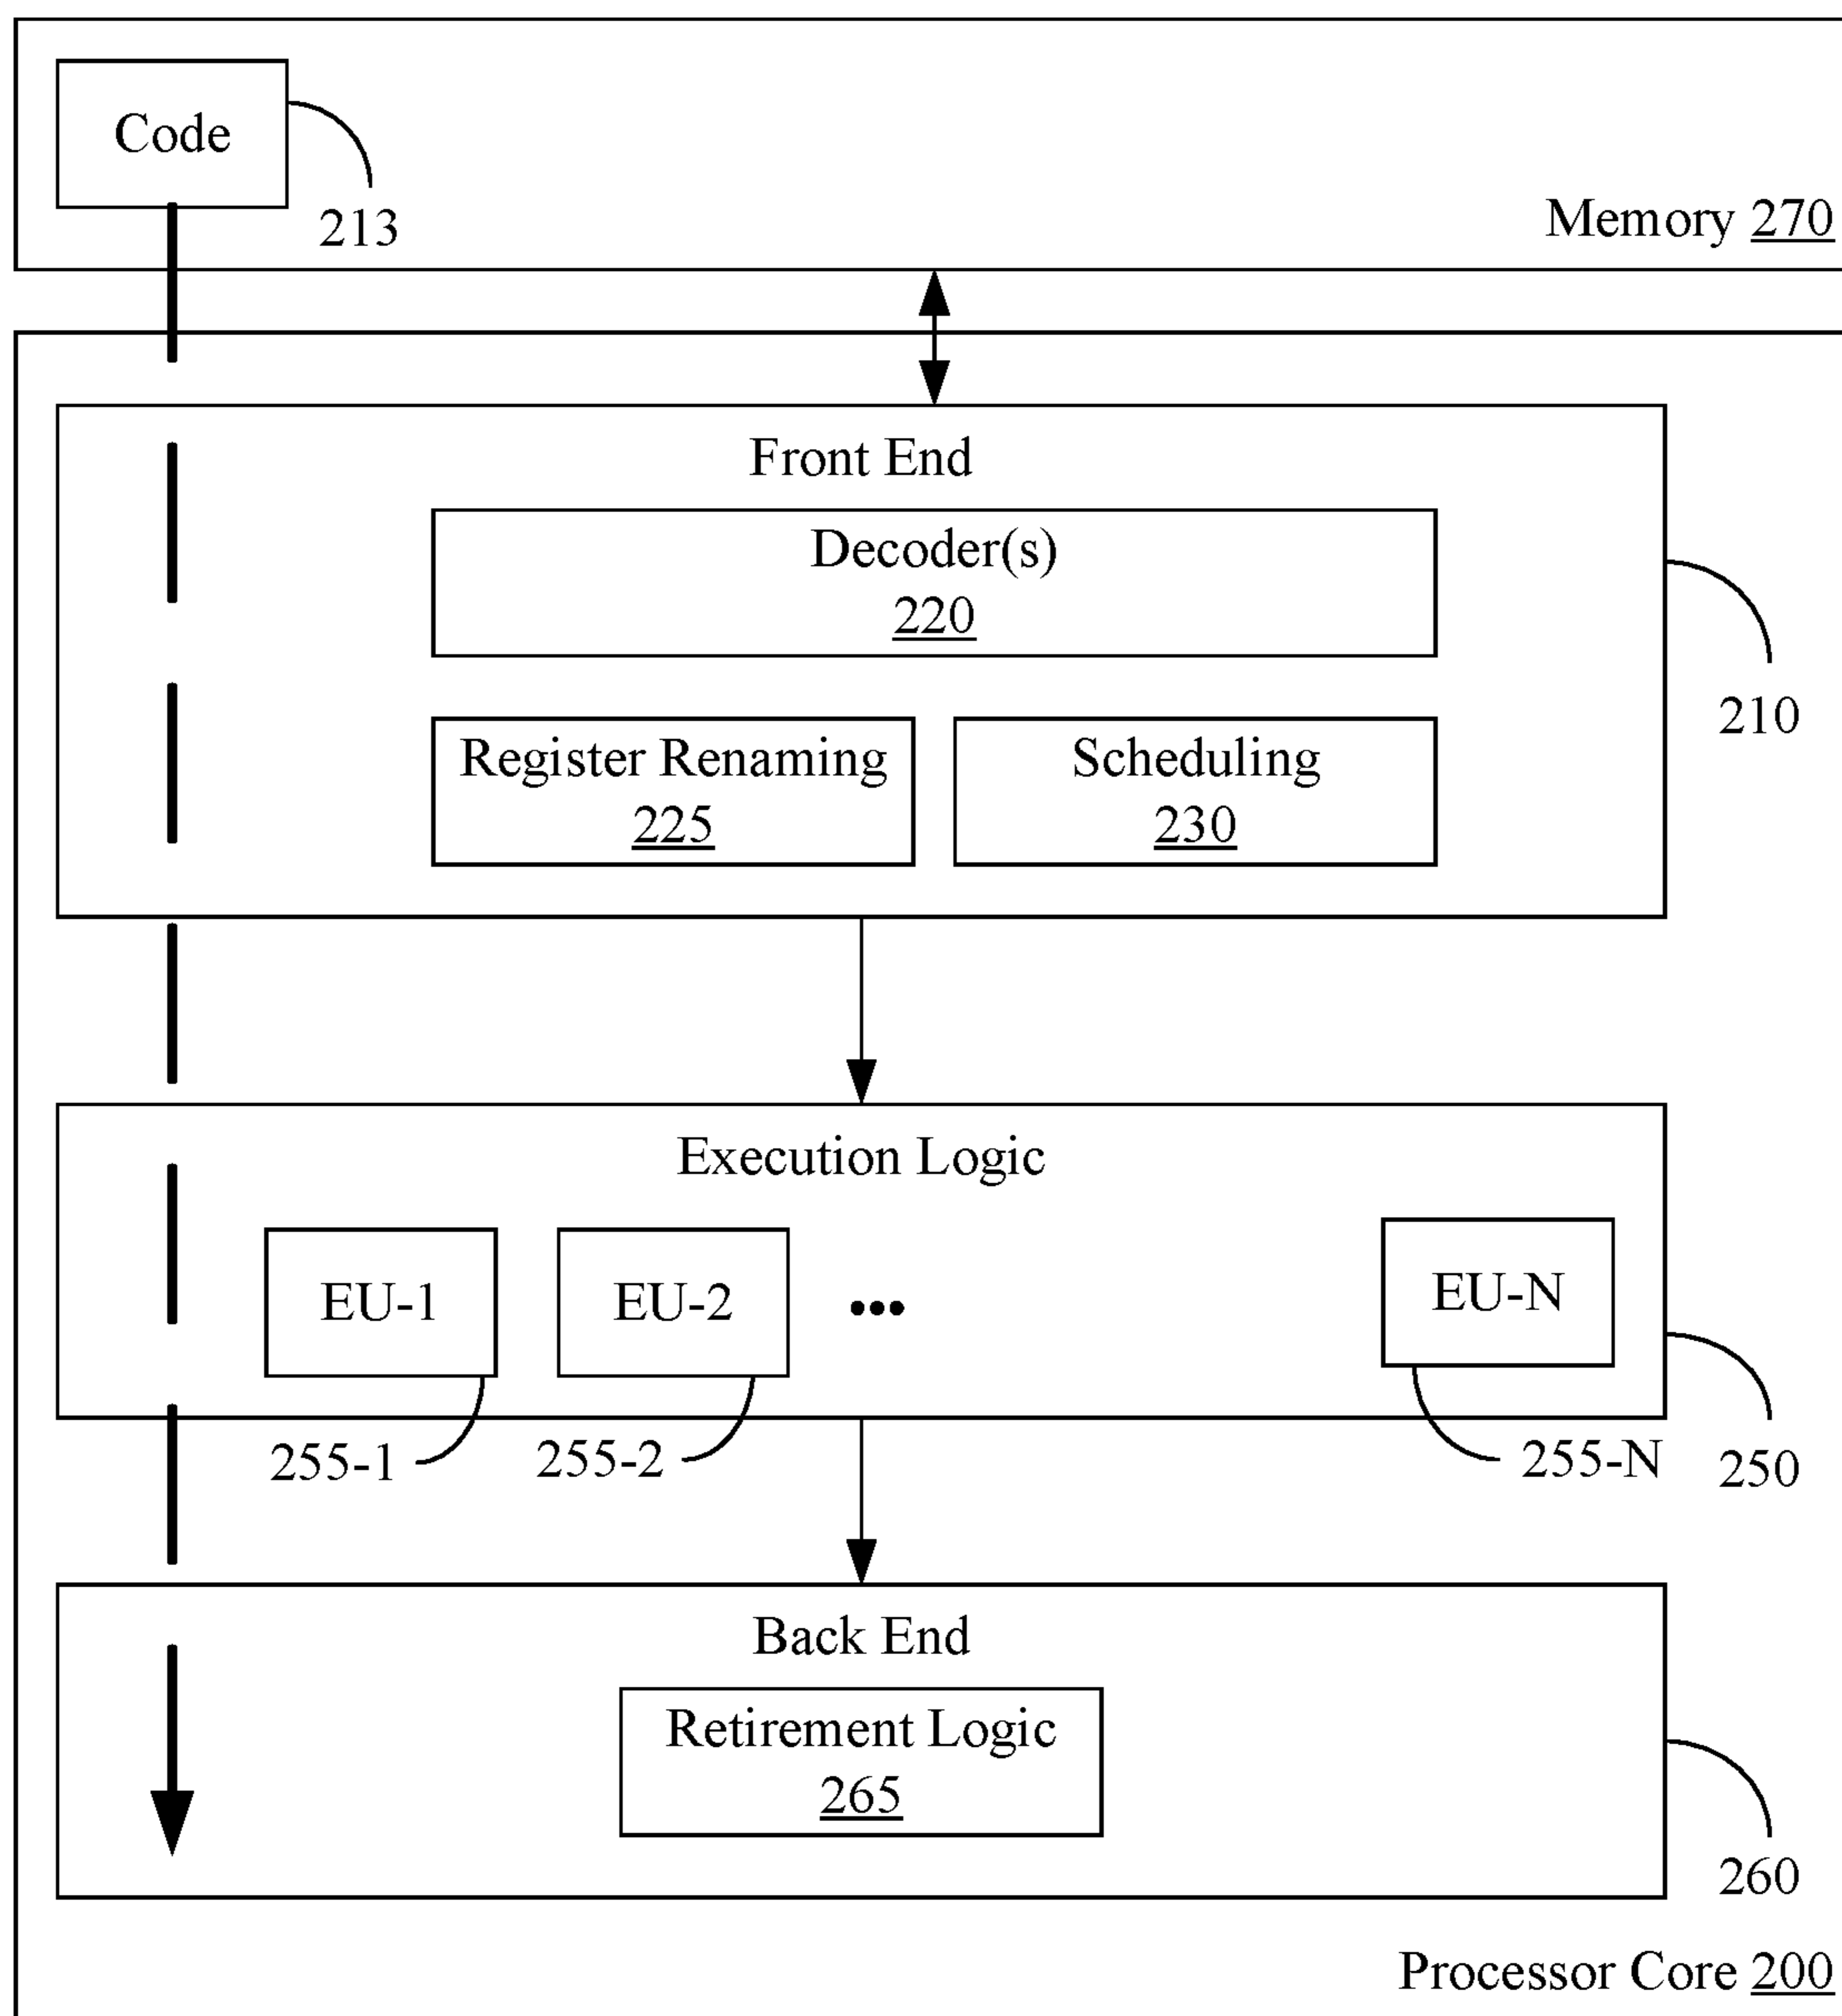 Code
213
Memory 270
Front End
Decoder(s)
220
210
Register Renaming
225
Scheduling
230
Execution Logic
EU-1
EU-2
•••
EU-N
255-1
255-2
255-N
250
Back End
Retirement Logic
265
260
Processor Core 200